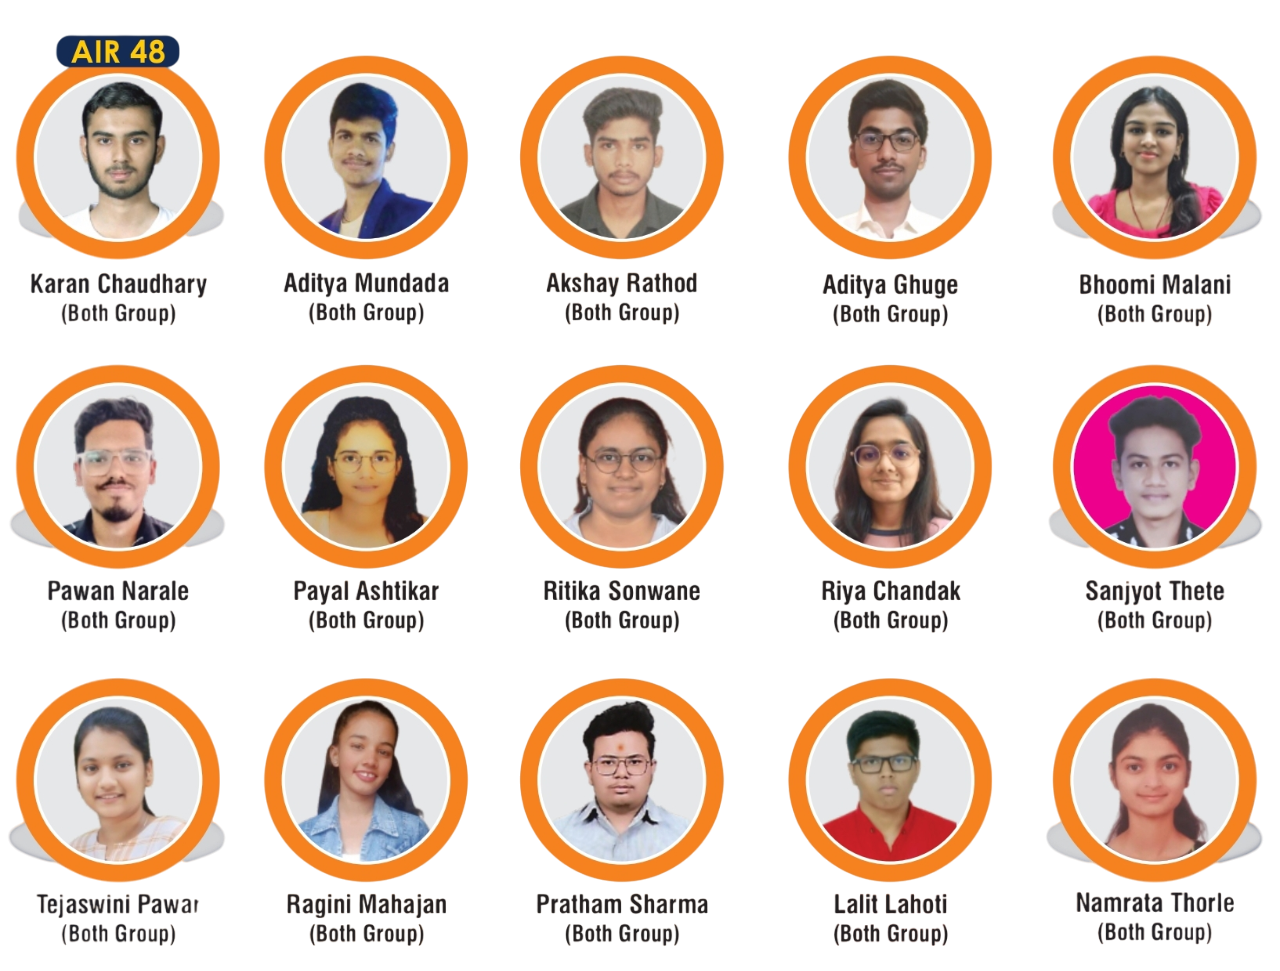 AIR 48
Karan Chaudhary
(Both Group)
Aditya Mundada
(Both Group)
Akshay Rathod
(Both Group)
Aditya Ghuge
(Both Group)
Bhoomi Malani
(Both Group)
Pawan Narale
(Both Group)
Payal Ashtikar
(Both Group)
Ritika Sonwane
(Both Group)
Riya Chandak
(Both Group)
Sanjyot Thete
(Both Group)
Tejaswini Pawar
(Both Group)
Ragini Mahajan
(Both Group)
Pratham Sharma
(Both Group)
Lalit Lahoti
(Both Group)
Namrata Thorle
(Both Group)